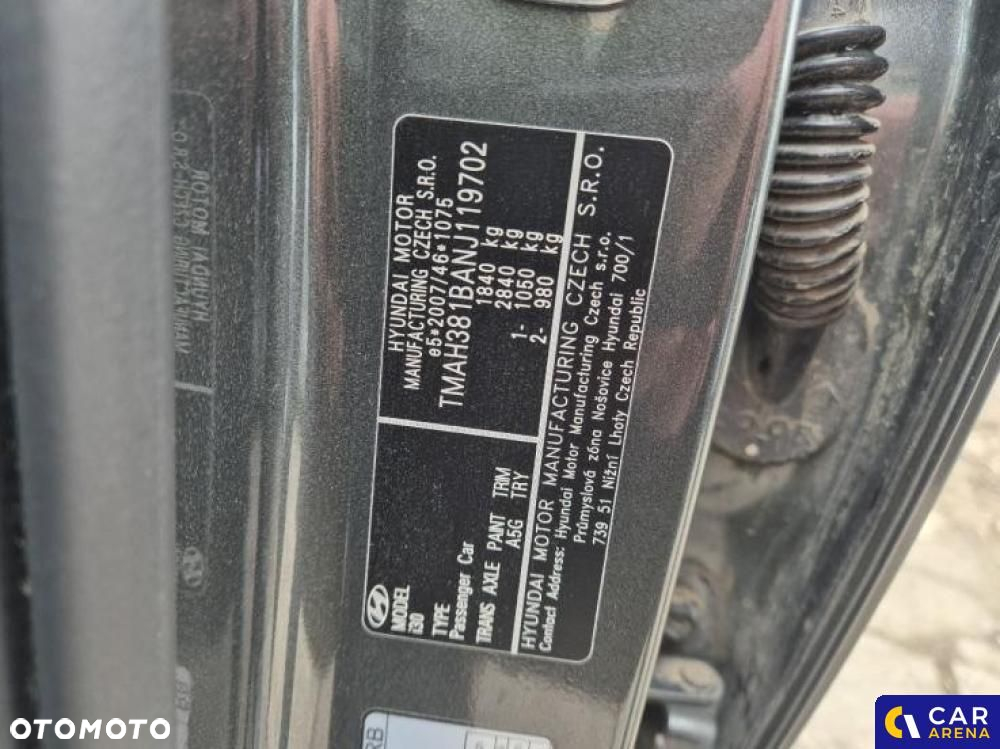 HYUNDAI MOTOR
MANUFACTURING CZECH S.R.O.
e5*2007/46*1075
TMAH381BANJ119702
1840 kg
2840 kg
1- 1050 kg
2- 980 kg
MODEL
i30
TYPE
Passenger Car
TRANS AXLE PAINT TRIM
A5G TRY
HYUNDAI MOTOR MANUFACTURING CZECH S.R.O.
Contact Address: Hyundai Motor Manufacturing Czech s.r.o.
Průmyslová zóna Nošovice Hyundai 700/1
739 51 Nižní Lhoty Czech Republic
RB
OTOMOTO
CAR
ARENA